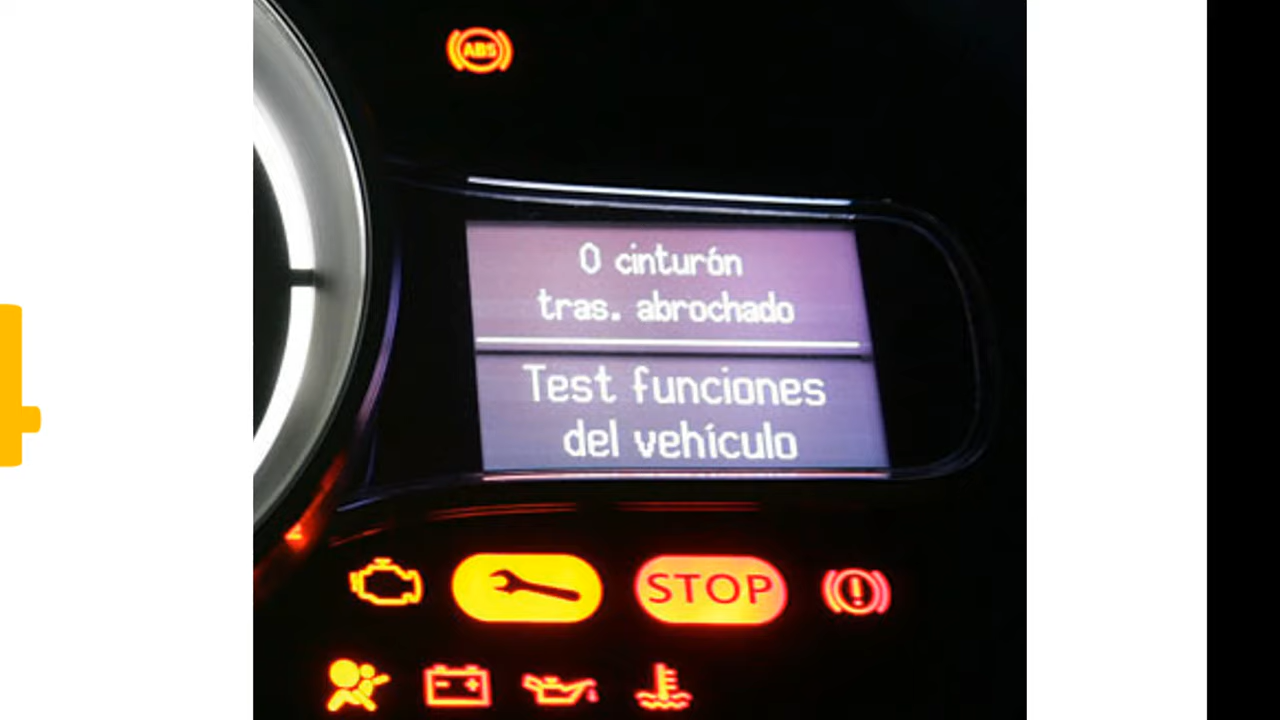 ABS
0 cinturón
tras. abrochado
Test funciones
del vehículo
STOP